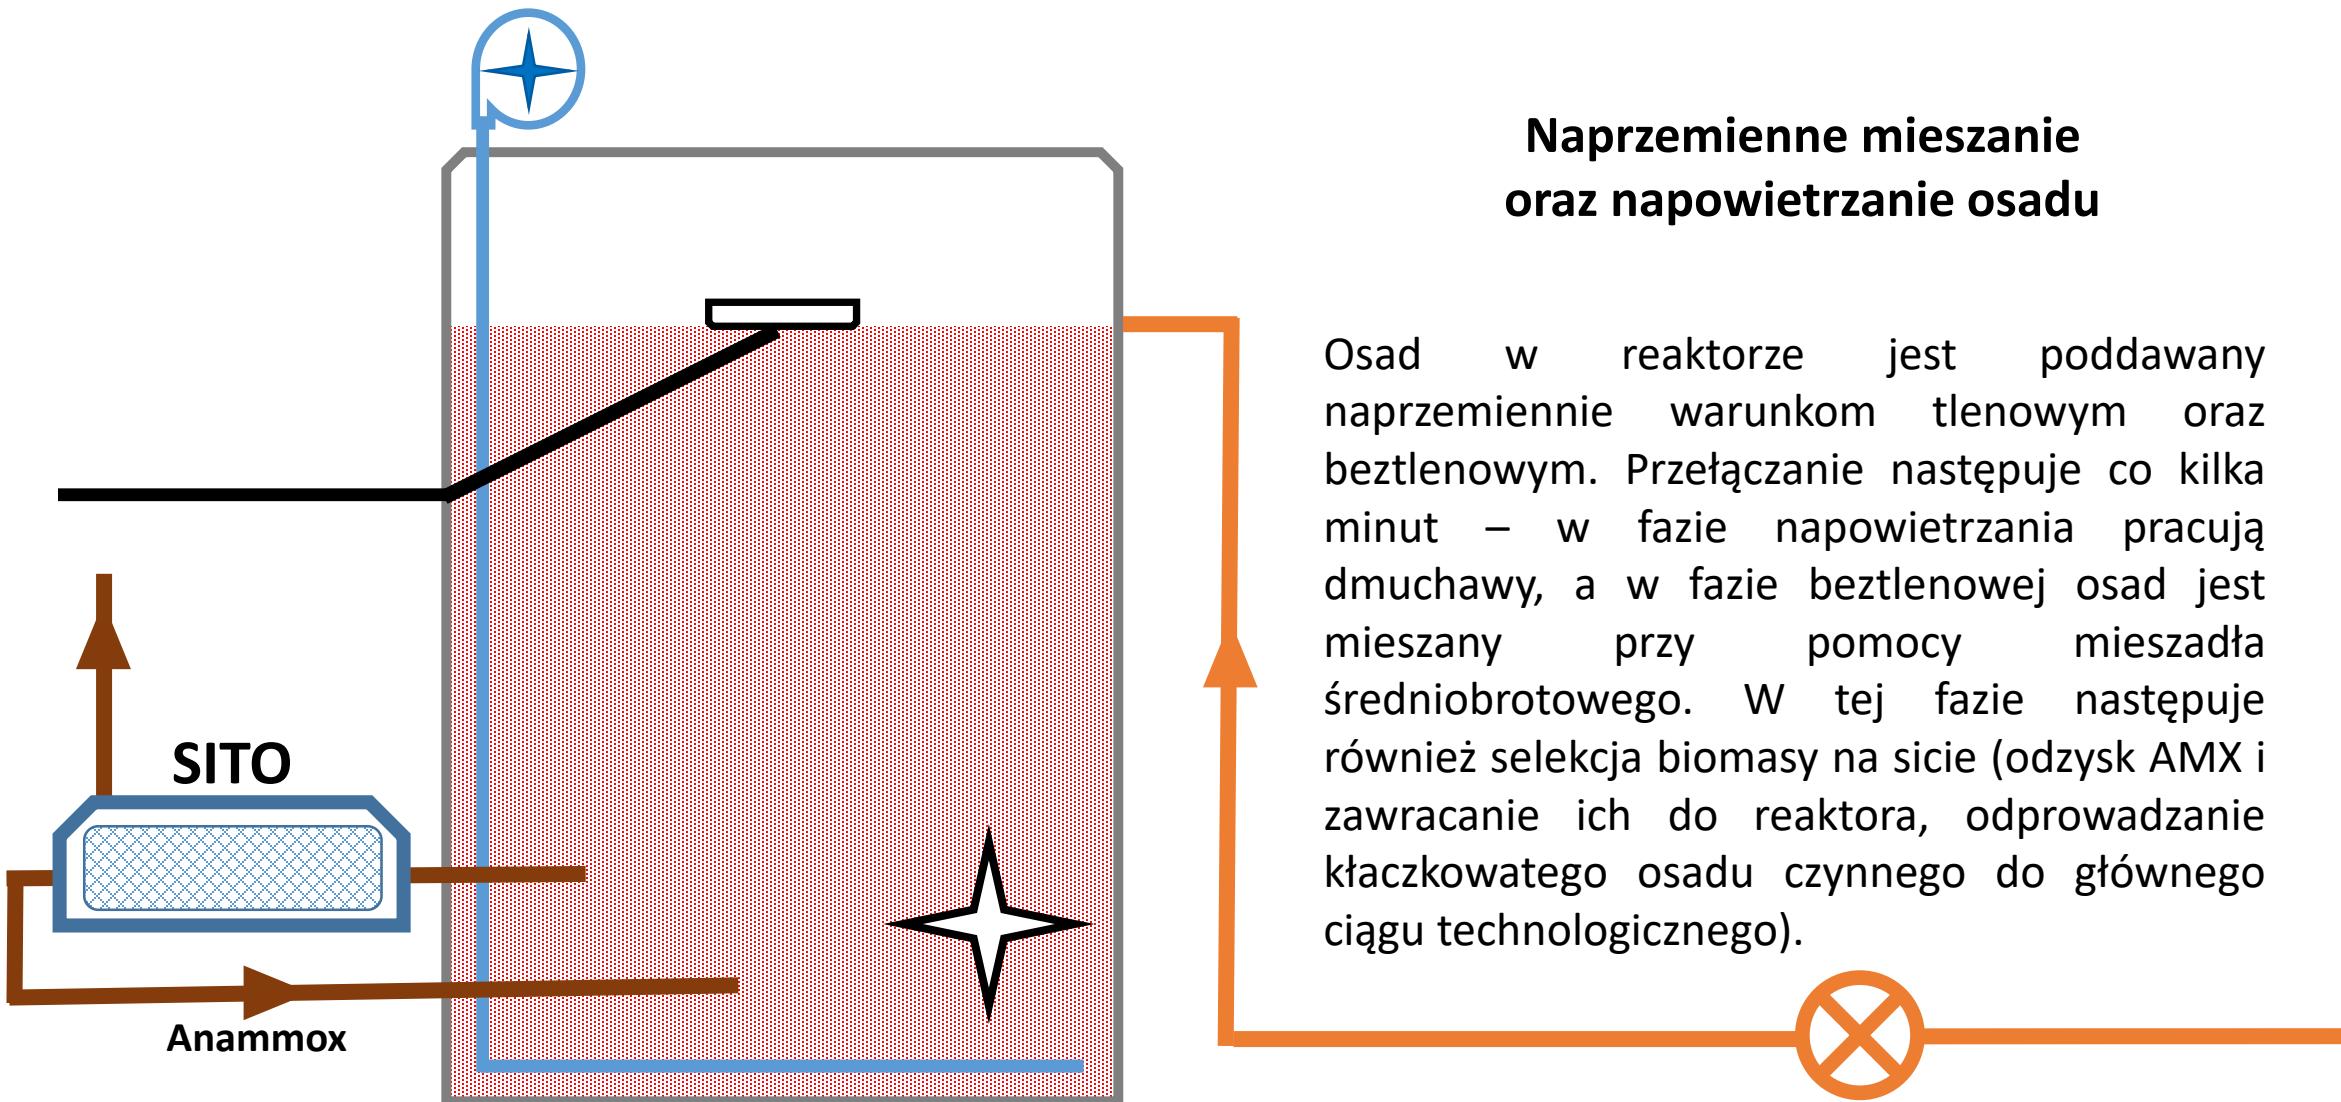 Naprzemienne mieszanie
oraz napowietrzanie osadu
Osad w reaktorze jest poddawany
naprzemiennie warunkom tlenowym oraz
beztlenowym. Przełączanie następuje co kilka
minut – w fazie napowietrzania pracują
dmuchawy, a w fazie beztlenowej osad jest
mieszany przy pomocy mieszadła
średniobrotowego. W tej fazie następuje
również selekcja biomasy na sicie (odzysk AMX i
zawracanie ich do reaktora, odprowadzanie
kłaczkowatego osadu czynnego do głównego
ciągu technologicznego).
SITO
Anammox